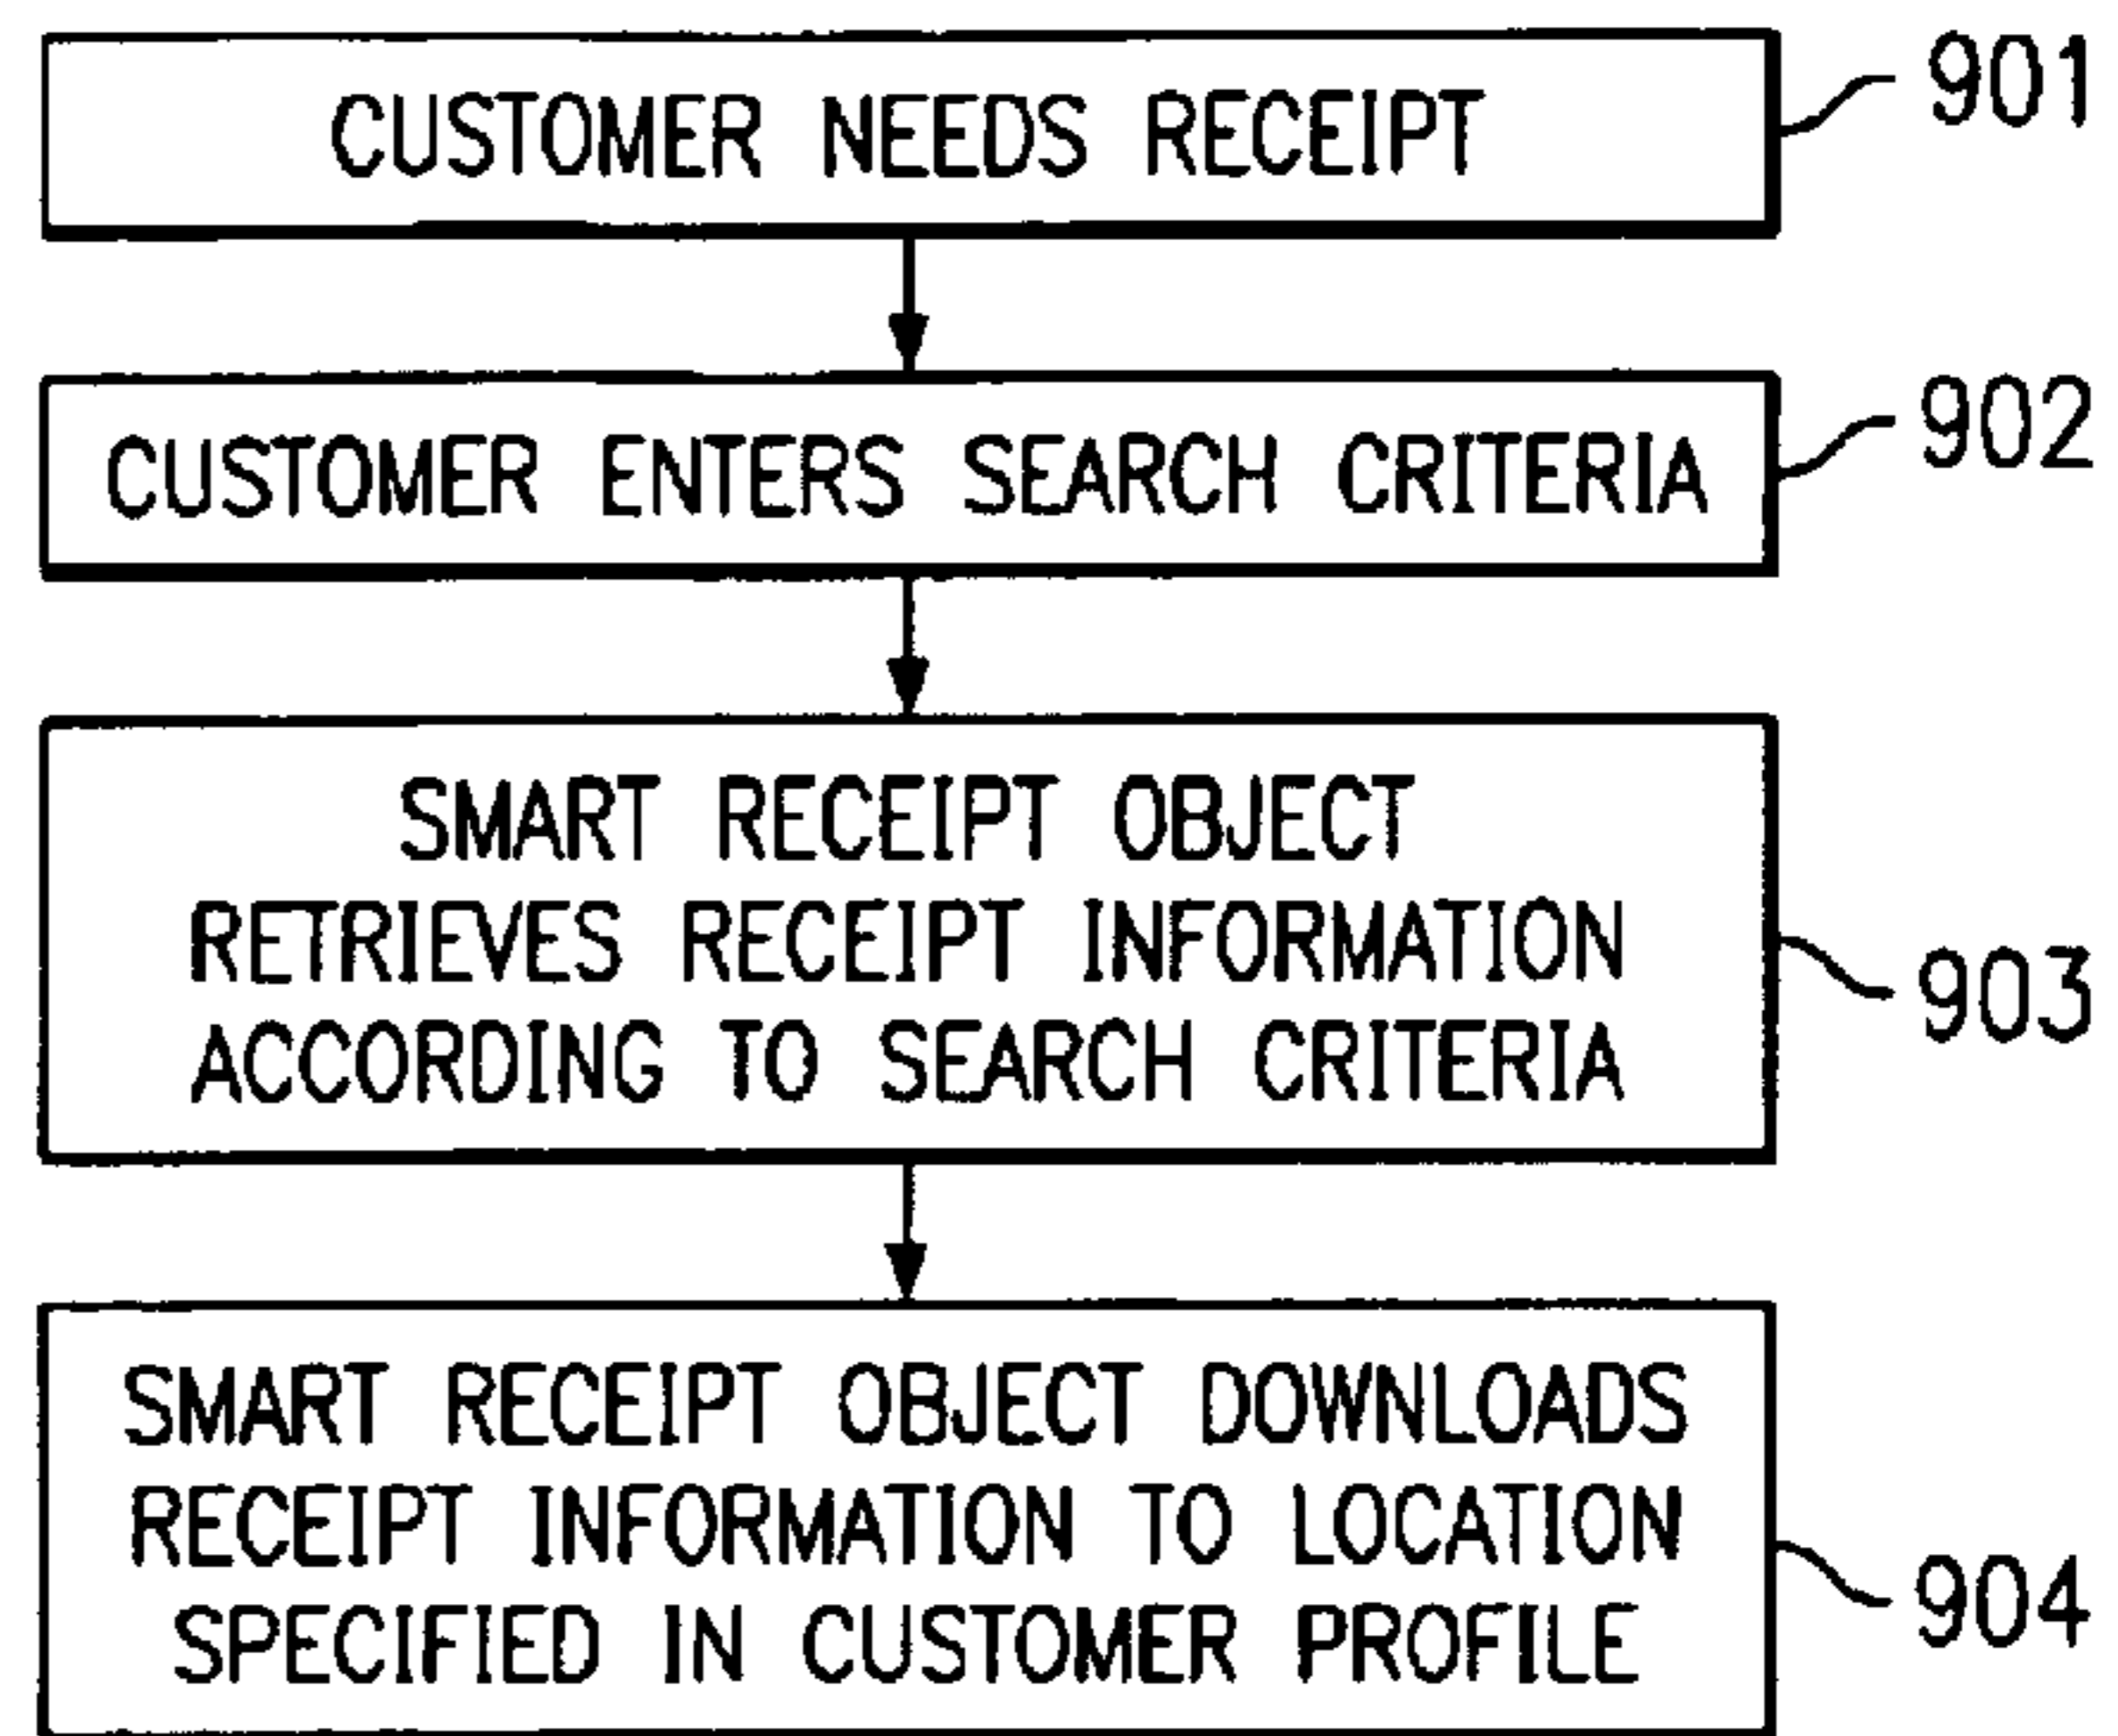 CUSTOMER NEEDS RECEIPT
901
CUSTOMER ENTERS SEARCH CRITERIA
902
SMART RECEIPT OBJECT
RETRIEVES RECEIPT INFORMATION
ACCORDING TO SEARCH CRITERIA
903
SMART RECEIPT OBJECT DOWNLOADS
RECEIPT INFORMATION TO LOCATION
SPECIFIED IN CUSTOMER PROFILE
904